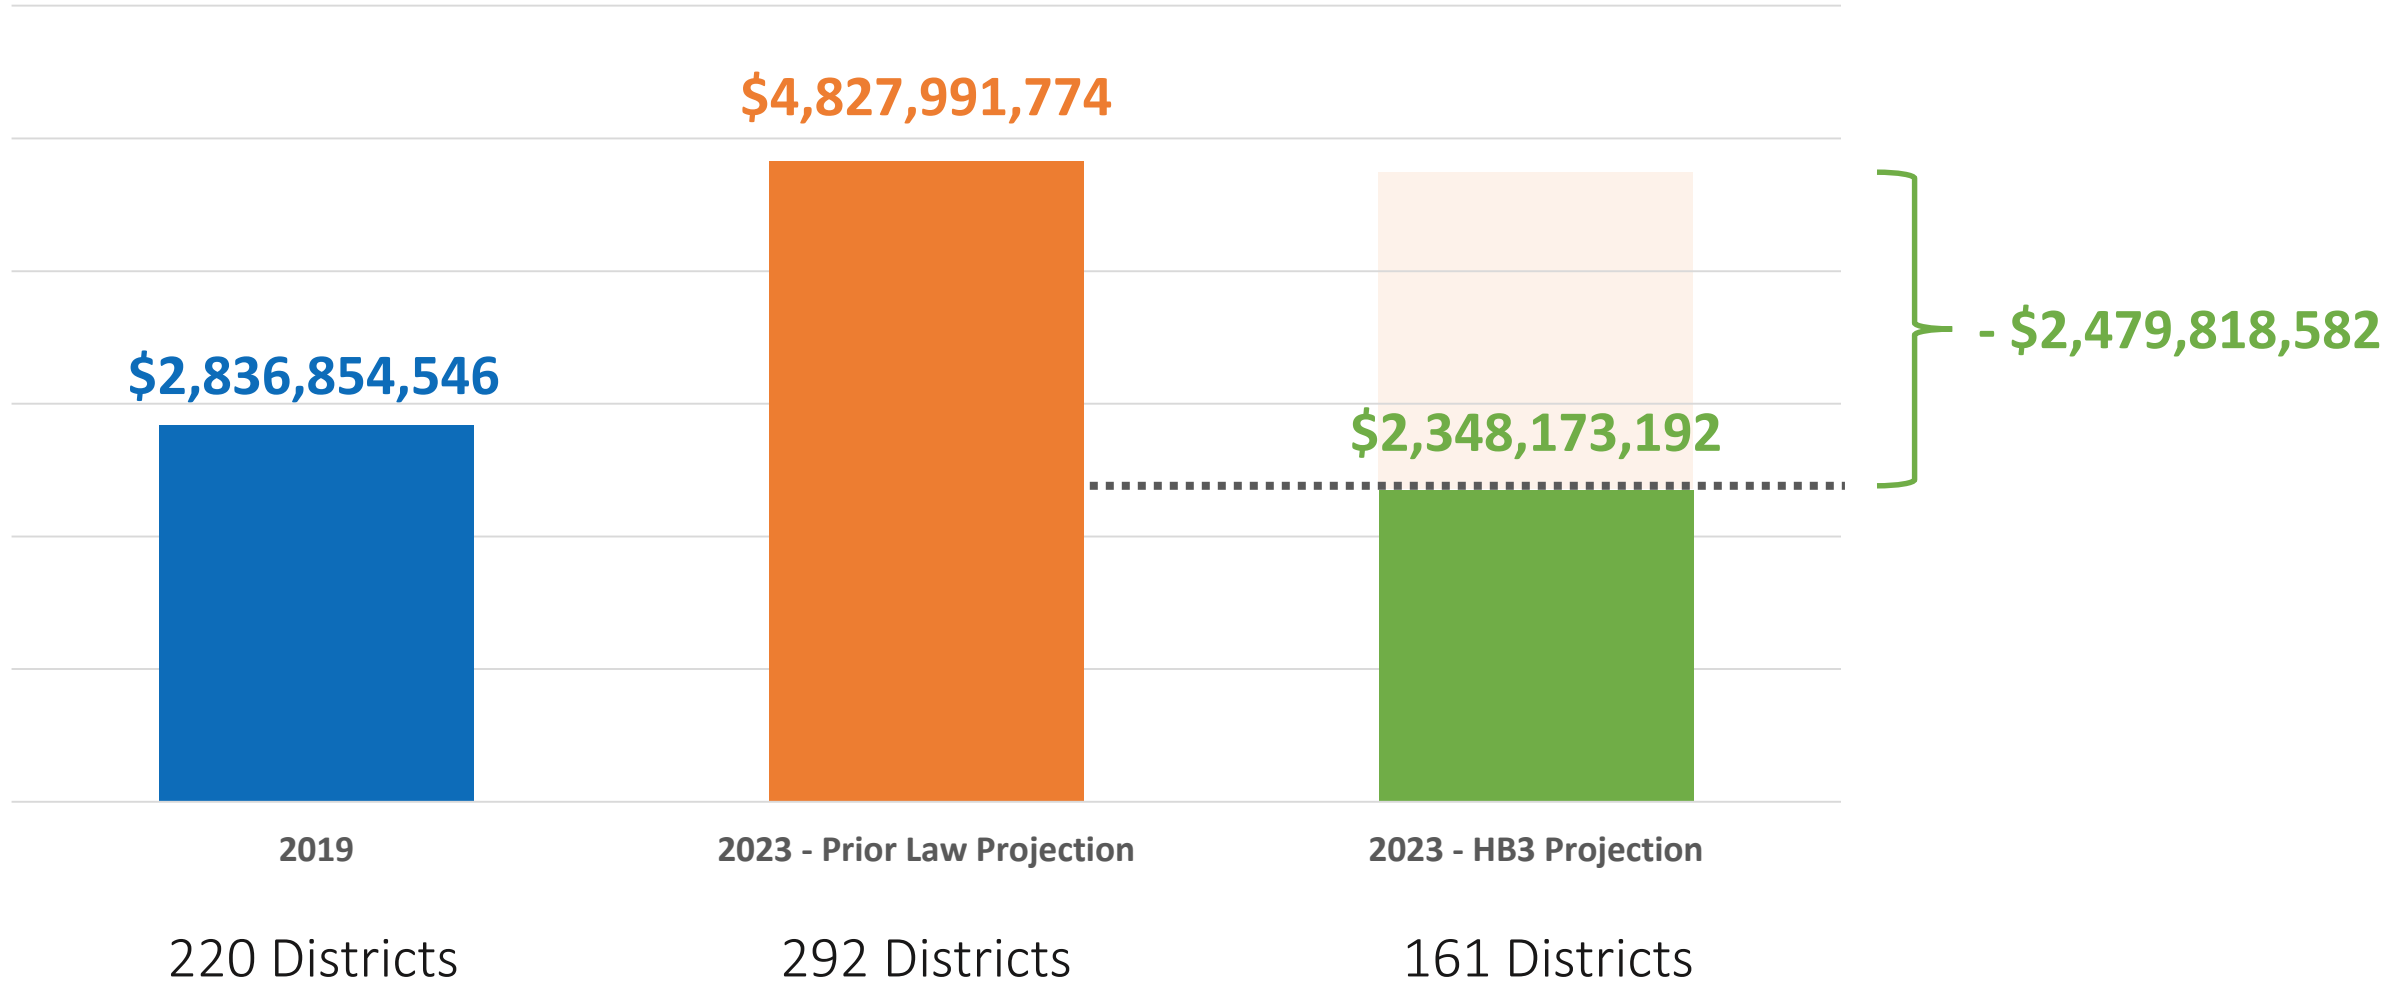 $4,827,991,774
- $2,479,818,582
$2,836,854,546
$2,348,173,192
2019
2023 - Prior Law Projection
2023 - HB3 Projection
220 Districts
292 Districts
161 Districts